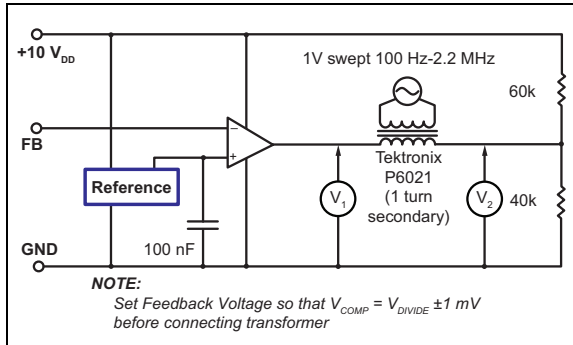 +10 V_DD
1V swept 100 Hz-2.2 MHz
60k
−
FB
+
Tektronix
P6021
(1 turn
secondary)
Reference
V₁
V₂
40k
GND
100 nF
NOTE:
Set Feedback Voltage so that V_COMP = V_DIVIDE ±1 mV
before connecting transformer